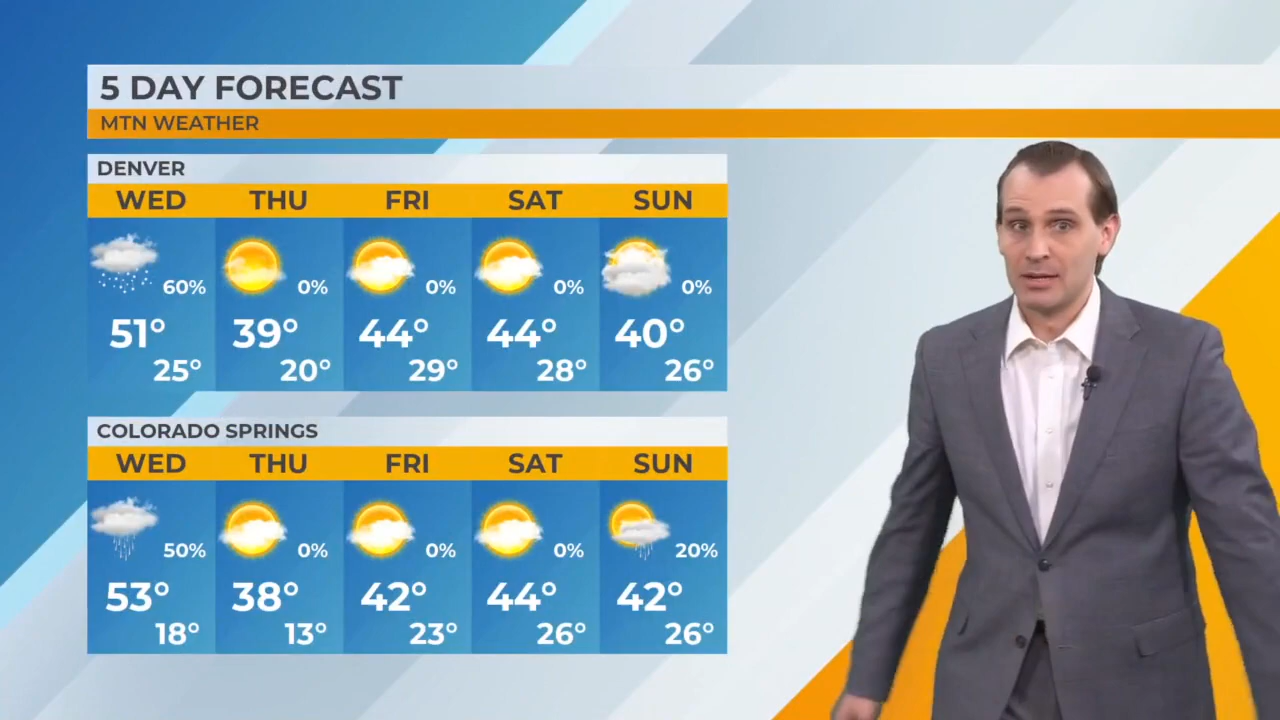 5 DAY FORECAST
MTN WEATHER
DENVER
WED THU FRI SAT SUN
60% 0% 0% 0% 0%
51° 39° 44° 44° 40°
25° 20° 29° 28° 26°
COLORADO SPRINGS
WED THU FRI SAT SUN
50% 0% 0% 0% 20%
53° 38° 42° 44° 42°
18° 13° 23° 26° 26°